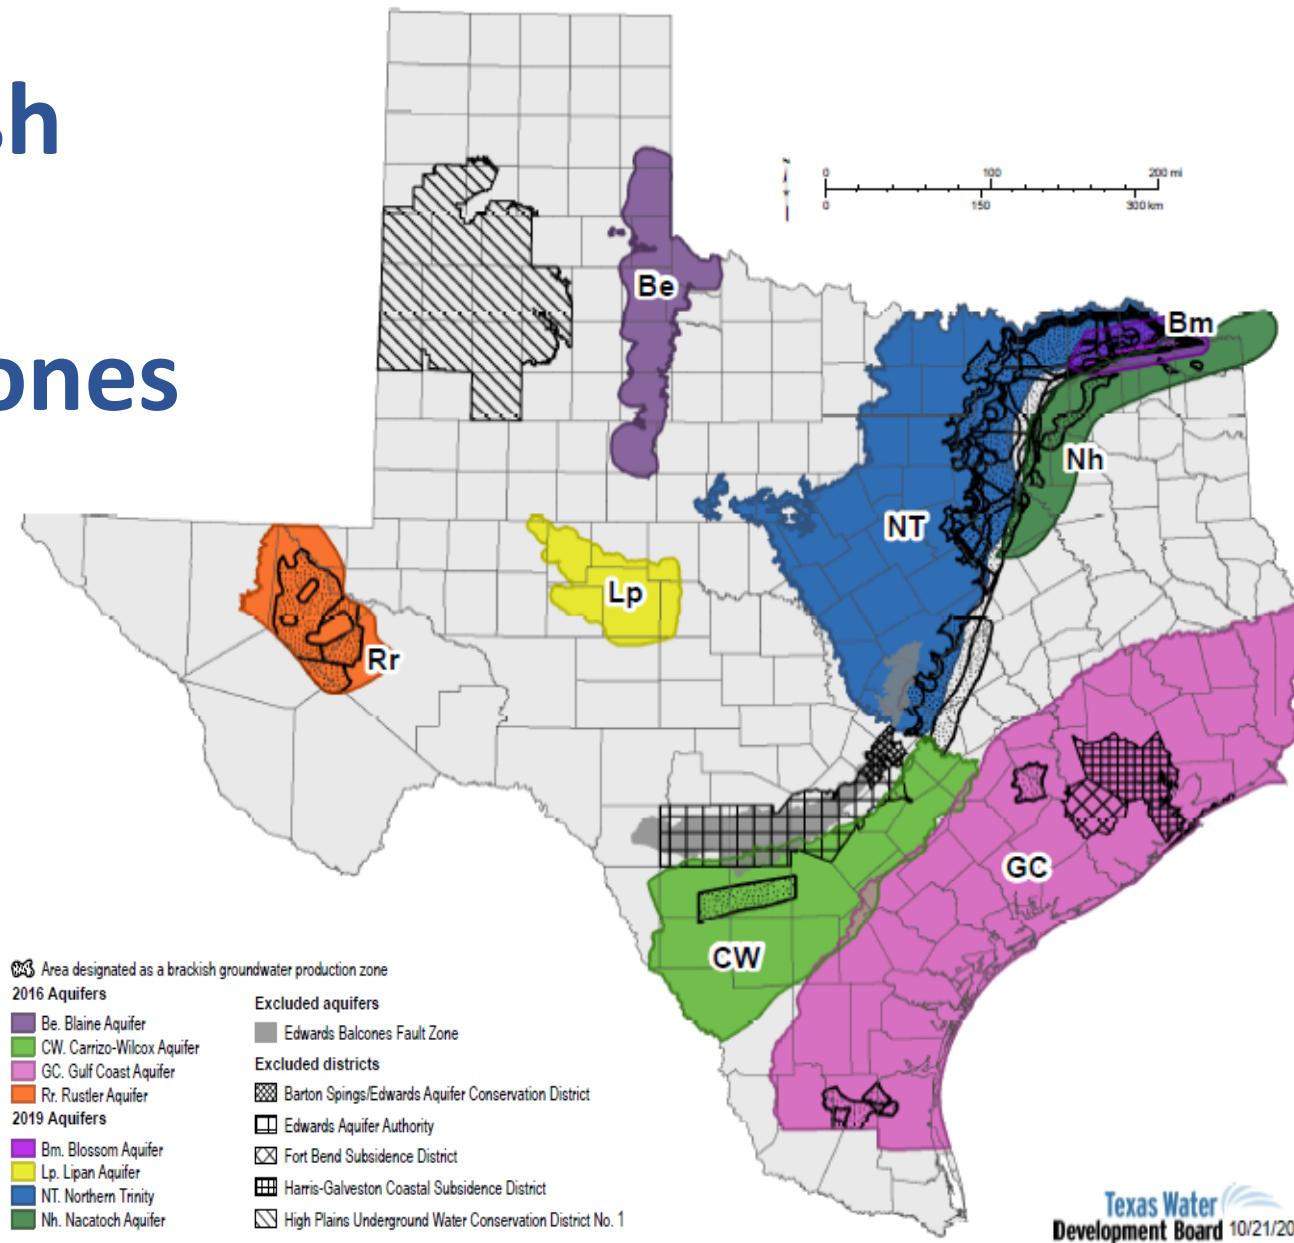 sh
ones
N
0 100 200 mi
0 150 300 km
Be
Bm
Nh
NT
Lp
Rr
GC
CW
Area designated as a brackish groundwater production zone
2016 Aquifers
Be. Blaine Aquifer
CW. Carrizo-Wilcox Aquifer
GC. Gulf Coast Aquifer
Rr. Rustler Aquifer
2019 Aquifers
Bm. Blossom Aquifer
Lp. Lipan Aquifer
NT. Northern Trinity
Nh. Nacatoch Aquifer
Excluded aquifers
Edwards Balcones Fault Zone
Excluded districts
Barton Spings/Edwards Aquifer Conservation District
Edwards Aquifer Authority
Fort Bend Subsidence District
Harris-Galveston Coastal Subsidence District
High Plains Underground Water Conservation District No. 1
Texas Water
Development Board 10/21/20